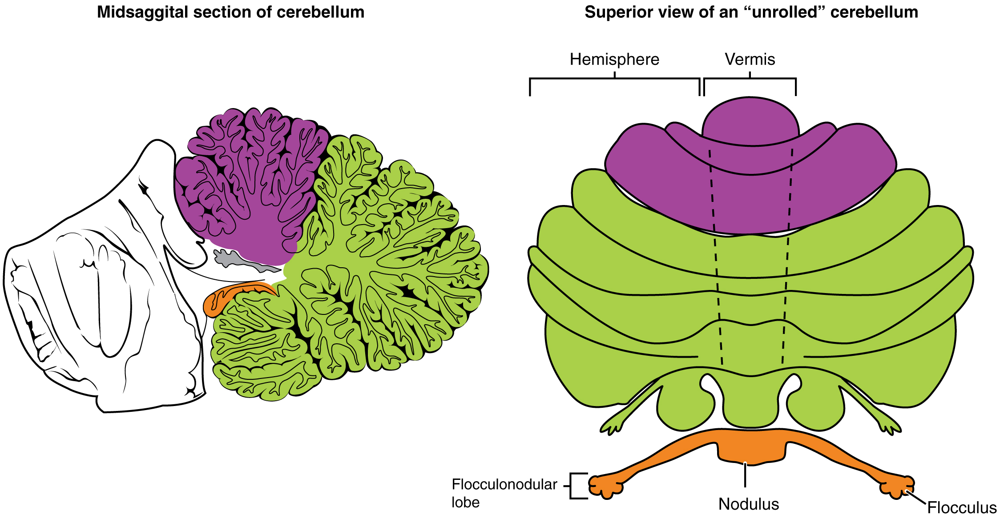 Midsaggital section of cerebellum
Superior view of an “unrolled” cerebellum
Hemisphere
Vermis
Flocculonodular
lobe
Nodulus
Flocculus